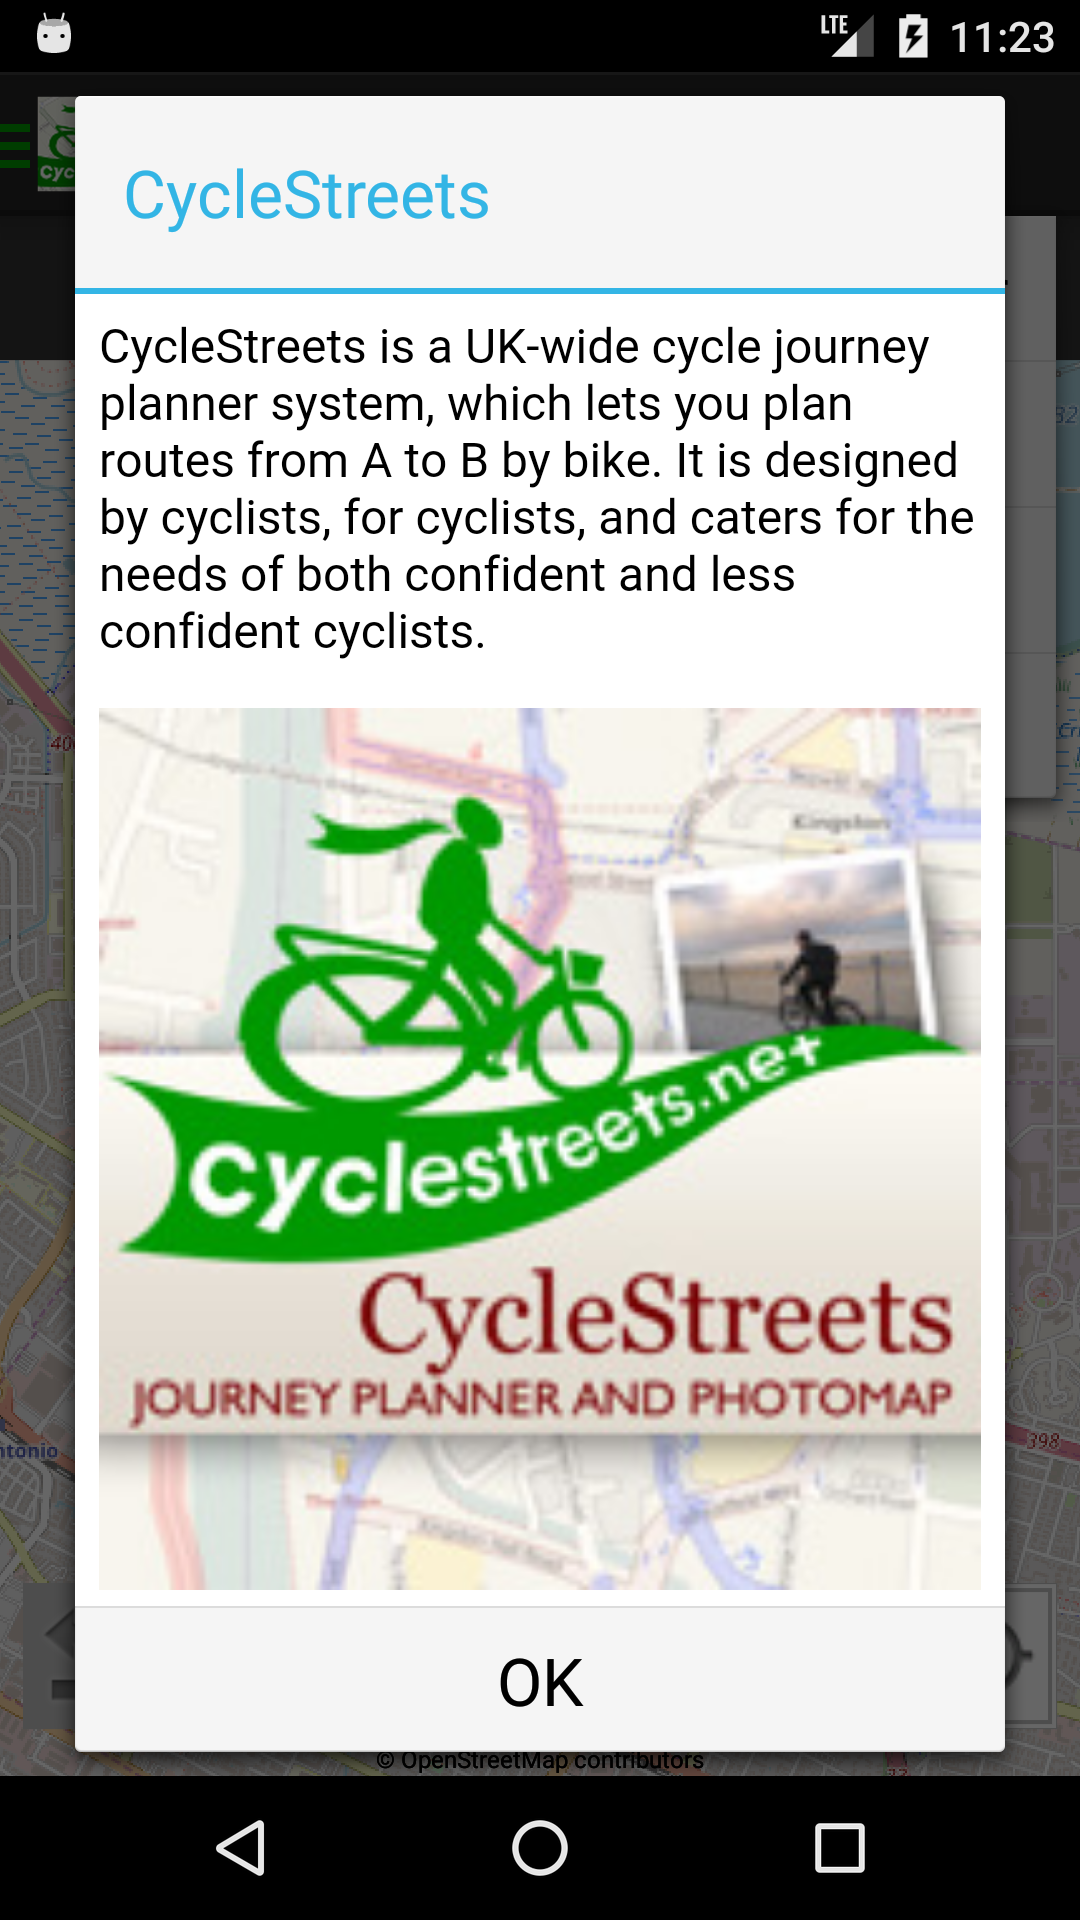 LTE 11:23
CycleStreets
CycleStreets is a UK-wide cycle journey
planner system, which lets you plan
routes from A to B by bike. It is designed
by cyclists, for cyclists, and caters for the
needs of both confident and less
confident cyclists.
Kingston
Cyclestreets.net
CycleStreets
JOURNEY PLANNER AND PHOTOMAP
398
OK
© OpenStreetMap contributors